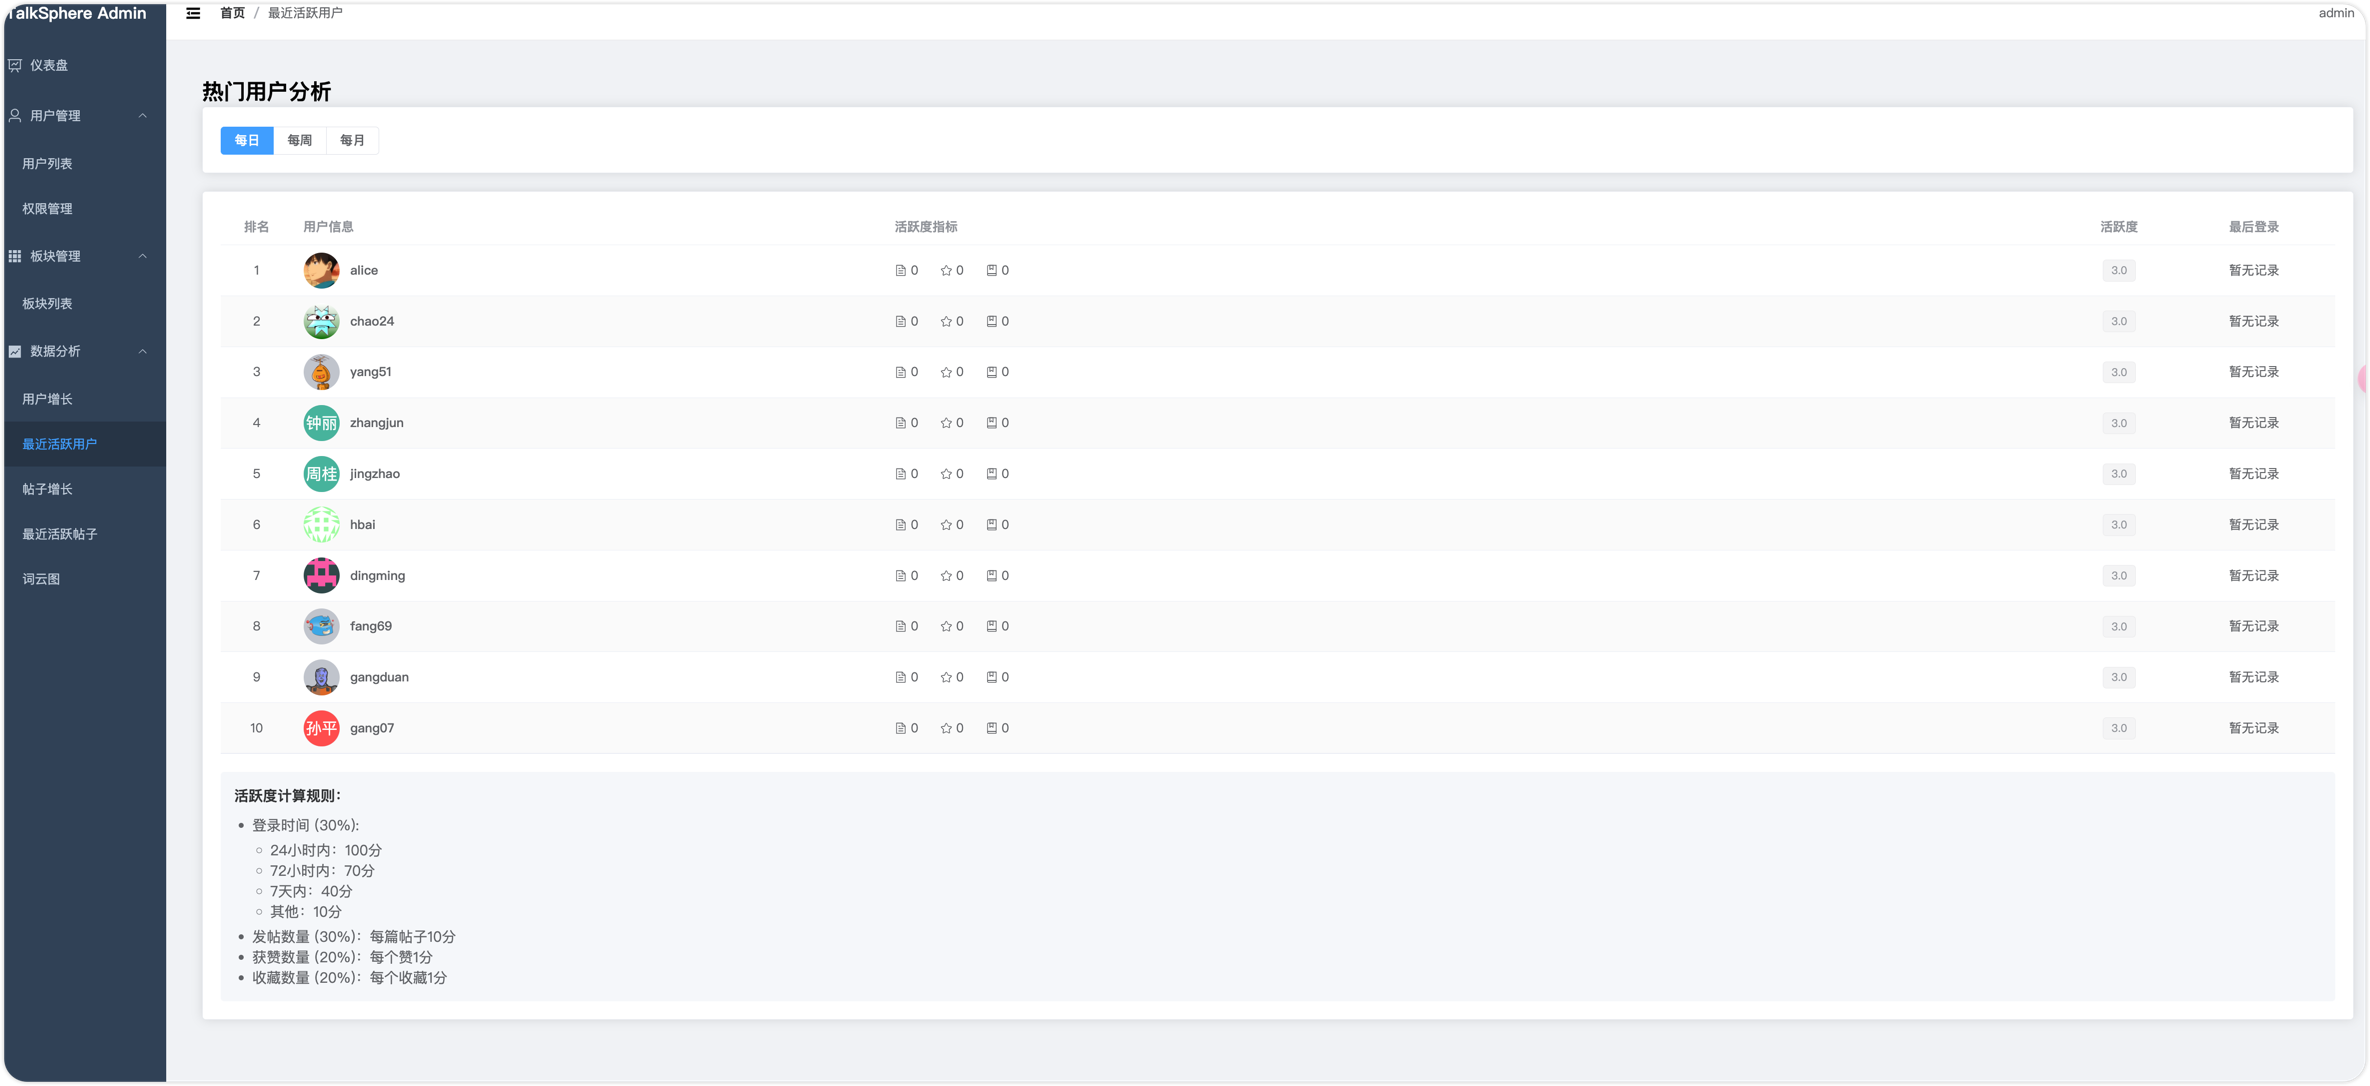 TalkSphere Admin
首页 / 最近活跃用户
admin
仪表盘
用户管理
用户列表
权限管理
板块管理
板块列表
数据分析
用户增长
最近活跃用户
帖子增长
最近活跃帖子
词云图
热门用户分析
每日 每周 每月
排名 用户信息 活跃度指标 活跃度 最后登录
1 alice 0 0 0 3.0 暂无记录
2 chao24 0 0 0 3.0 暂无记录
3 yang51 0 0 0 3.0 暂无记录
4 钟丽 zhangjun 0 0 0 3.0 暂无记录
5 周桂 jingzhao 0 0 0 3.0 暂无记录
6 hbai 0 0 0 3.0 暂无记录
7 dingming 0 0 0 3.0 暂无记录
8 fang69 0 0 0 3.0 暂无记录
9 gangduan 0 0 0 3.0 暂无记录
10 孙平 gang07 0 0 0 3.0 暂无记录
活跃度计算规则：
登录时间 (30%):
24小时内：100分
72小时内：70分
7天内：40分
其他：10分
发帖数量 (30%)：每篇帖子10分
获赞数量 (20%)：每个赞1分
收藏数量 (20%)：每个收藏1分